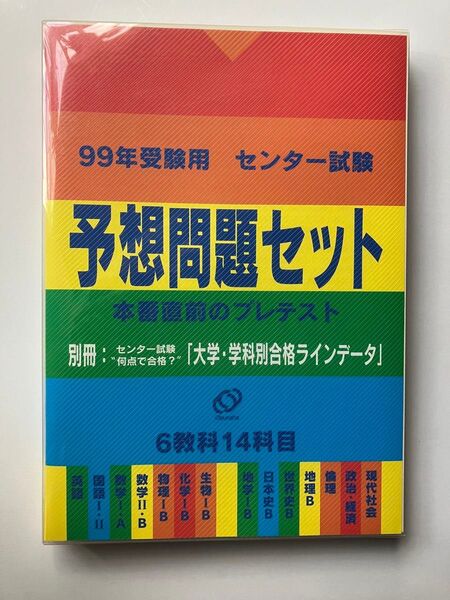 99年受験用 センター試験
予想問題セット
本番直前のプレテスト
別冊：センター試験“何点で合格？”「大学・学科別合格ラインデータ」
Obunsha
6教科14科目
英語
国語Ⅰ・Ⅱ
数学Ⅰ・A
数学Ⅱ・B
物理ⅠB
化学ⅠB
生物ⅠB
地学ⅠB
日本史B
世界史B
地理B
倫理
政治・経済
現代社会